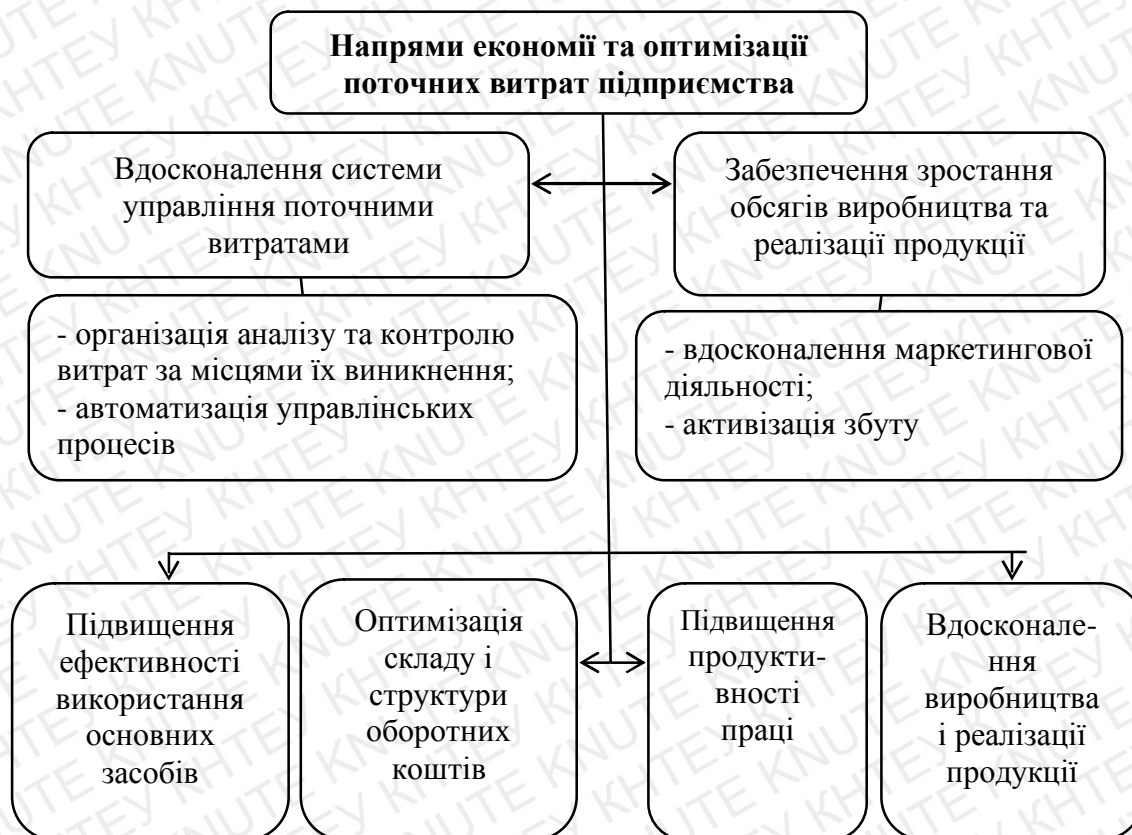 Напрями економії та оптимізації
поточних витрат підприємства
Вдосконалення системи
управління поточними
витратами
Забезпечення зростання
обсягів виробництва та
реалізації продукції
- організація аналізу та контролю
витрат за місцями їх виникнення;
- автоматизація управлінських
процесів
- вдосконалення маркетингової
діяльності;
- активізація збуту
Підвищення
ефективності
використання
основних
засобів
Оптимізація
складу і
структури
оборотних
коштів
Підвищення
продукти-
вності
праці
Вдосконале-
ння
виробництва
і реалізації
продукції